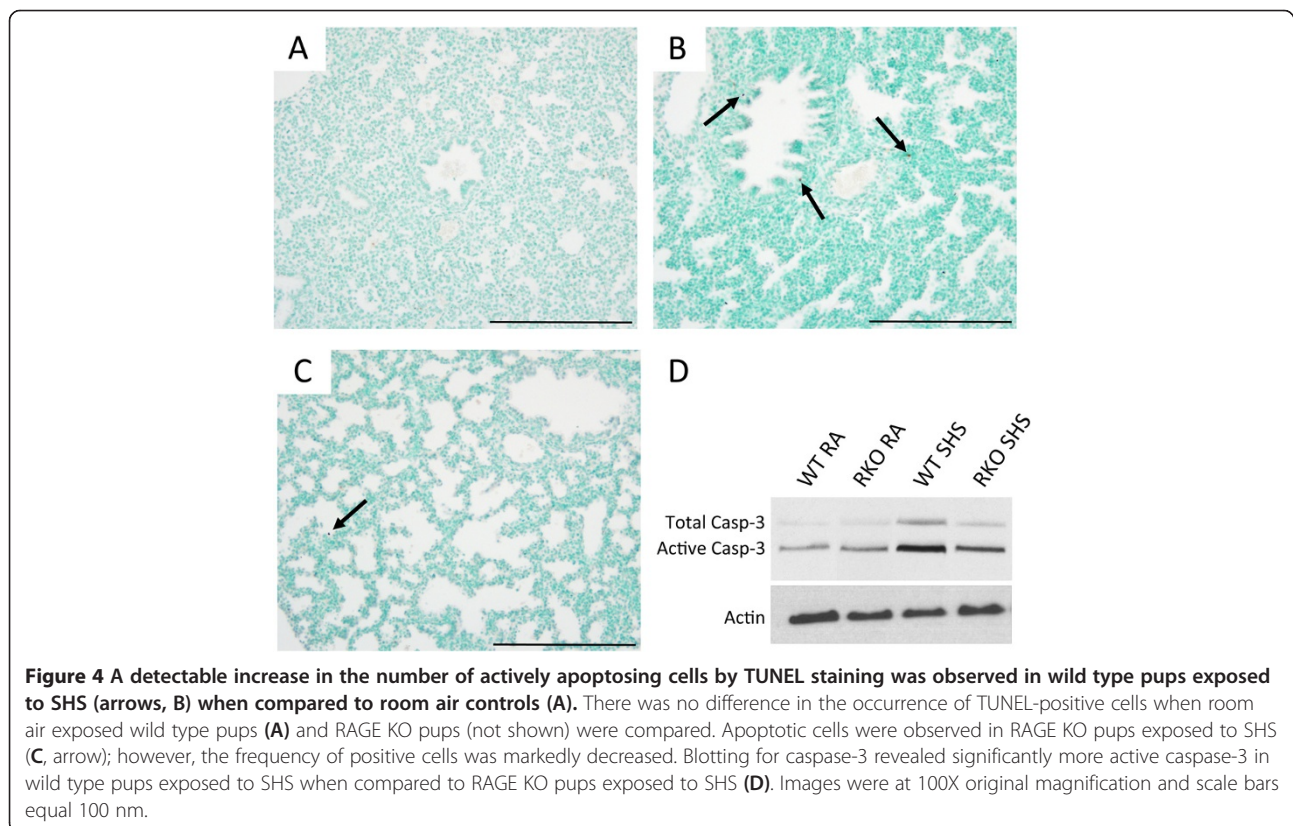 A
B
C
D
WT RA
RKO RA
WT SHS
RKO SHS
Total Casp-3
Active Casp-3
Actin
Figure 4 A detectable increase in the number of actively apoptosing cells by TUNEL staining was observed in wild type pups exposed
to SHS (arrows, B) when compared to room air controls (A). There was no difference in the occurrence of TUNEL-positive cells when room
air exposed wild type pups (A) and RAGE KO pups (not shown) were compared. Apoptotic cells were observed in RAGE KO pups exposed to SHS
(C, arrow); however, the frequency of positive cells was markedly decreased. Blotting for caspase-3 revealed significantly more active caspase-3 in
wild type pups exposed to SHS when compared to RAGE KO pups exposed to SHS (D). Images were at 100X original magnification and scale bars
equal 100 nm.